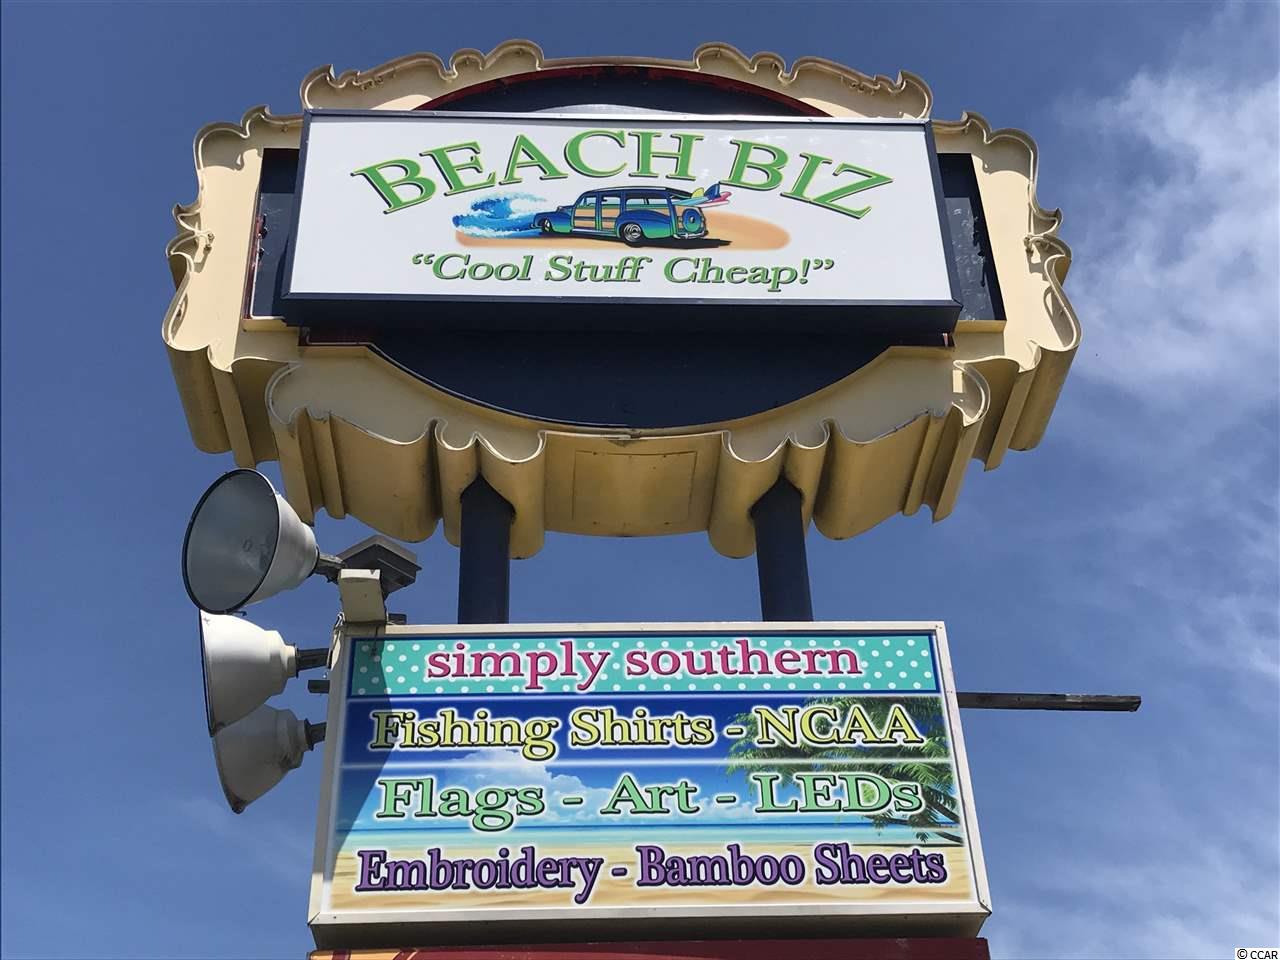 BEACH BIZ
“Cool Stuff Cheap!”
simply southern
Fishing Shirts - NCAA
Flags - Art - LEDs
Embroidery - Bamboo Sheets
© CCAR